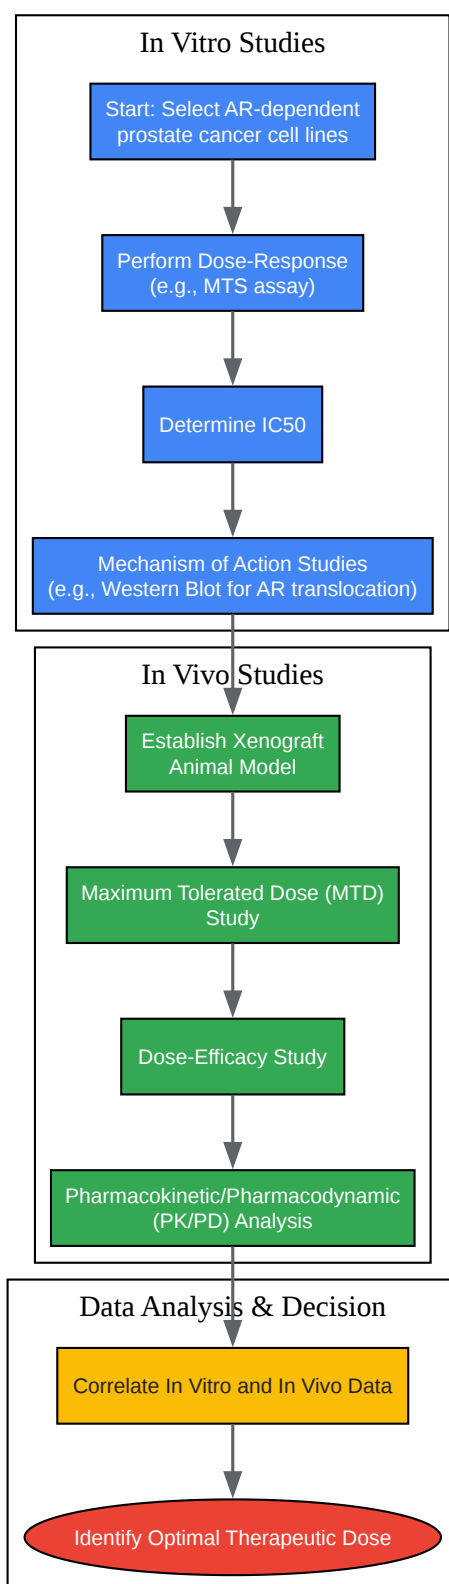 In Vitro Studies
Start: Select AR-dependent
prostate cancer cell lines
Perform Dose-Response
(e.g., MTS assay)
Determine IC50
Mechanism of Action Studies
(e.g., Western Blot for AR translocation)
In Vivo Studies
Establish Xenograft
Animal Model
Maximum Tolerated Dose (MTD)
Study
Dose-Efficacy Study
Pharmacokinetic/Pharmacodynamic
(PK/PD) Analysis
Data Analysis & Decision
Correlate In Vitro and In Vivo Data
Identify Optimal Therapeutic Dose